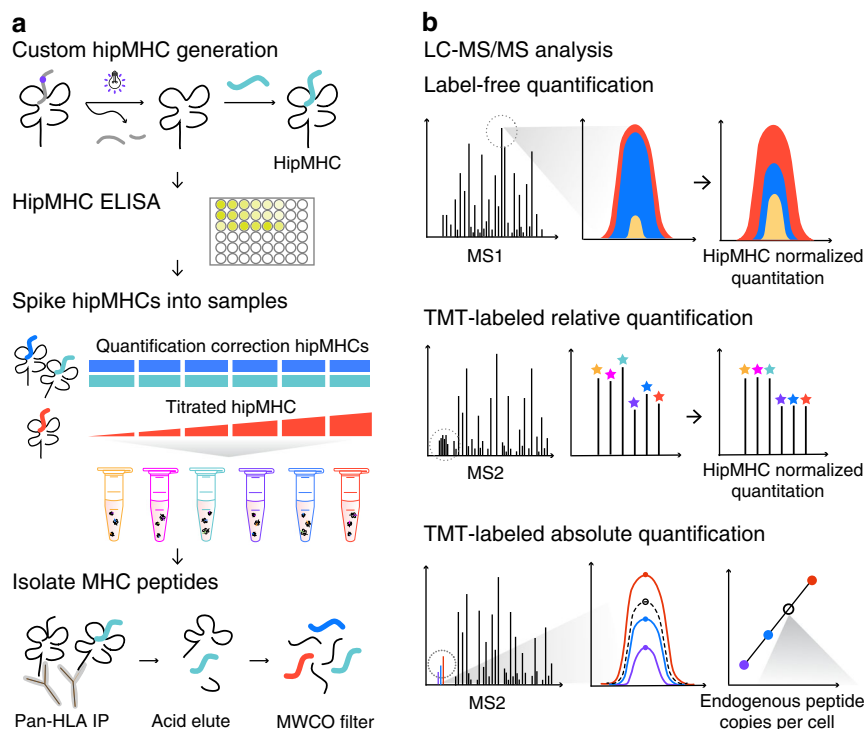 a
Custom hipMHC generation
HipMHC
HipMHC ELISA
Spike hipMHCs into samples
Quantification correction hipMHCs
Titrated hipMHC
Isolate MHC peptides
Pan-HLA IP
Acid elute
MWCO filter
b
LC-MS/MS analysis
Label-free quantification
MS1
HipMHC normalized
quantitation
TMT-labeled relative quantification
MS2
HipMHC normalized
quantitation
TMT-labeled absolute quantification
MS2
Endogenous peptide
copies per cell